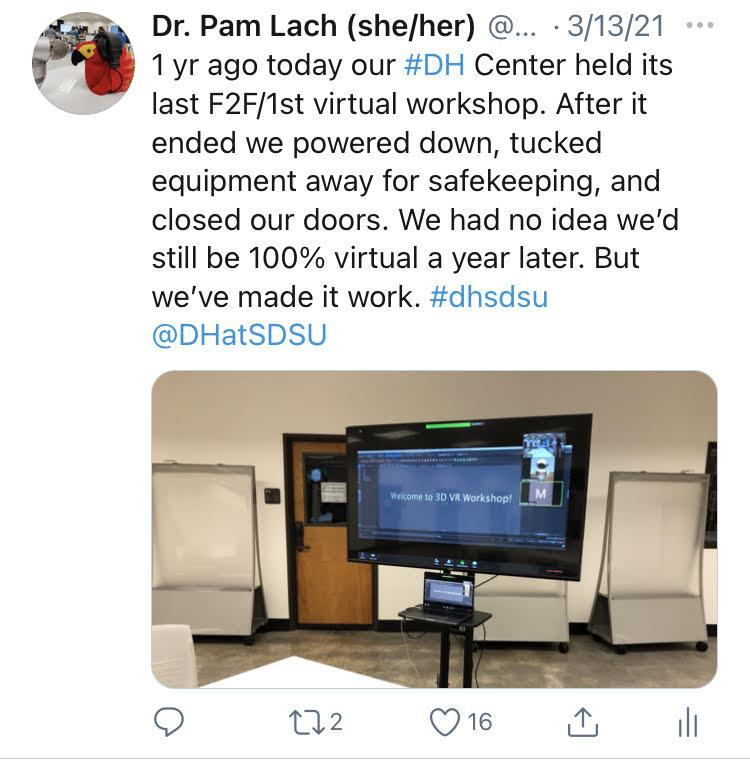 Dr. Pam Lach (she/her) @... · 3/13/21 •••
1 yr ago today our #DH Center held its
last F2F/1st virtual workshop. After it
ended we powered down, tucked
equipment away for safekeeping, and
closed our doors. We had no idea we’d
still be 100% virtual a year later. But
we’ve made it work. #dhsdsu
@DHatSDSU
Welcome to 3D VR Workshop!
M
2
16